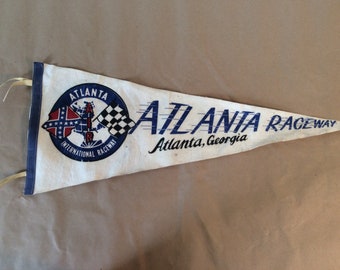 ATLANTA
INTERNATIONAL RACEWAY
ATLANTA RACEWAY
Atlanta, Georgia